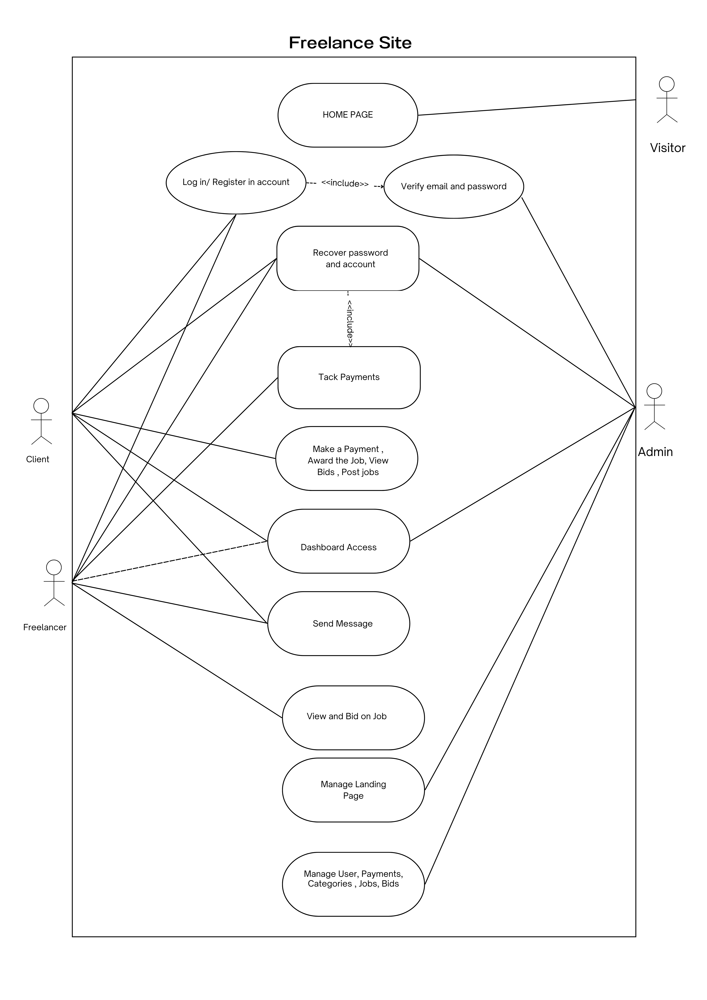 Freelance Site
HOME PAGE
Visitor
Log in/ Register in account
<<include>>
Verify email and password
Recover password
and account
<<include>>
Tack Payments
Client
Make a Payment ,
Award the Job, View
Bids , Post jobs
Admin
Dashboard Access
Freelancer
Send Message
View and Bid on Job
Manage Landing
Page
Manage User, Payments,
Categories , Jobs, Bids